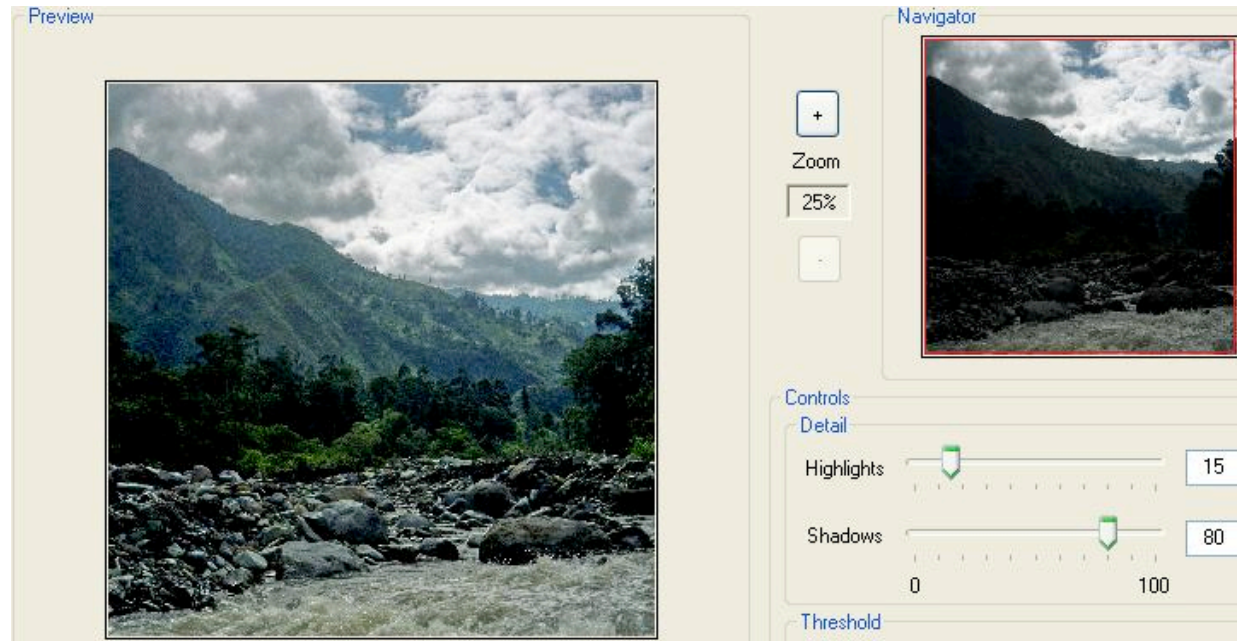 Preview
Navigator
+
Zoom
25%
-
Controls
Detail
Highlights 15
Shadows 80
0 100
Threshold